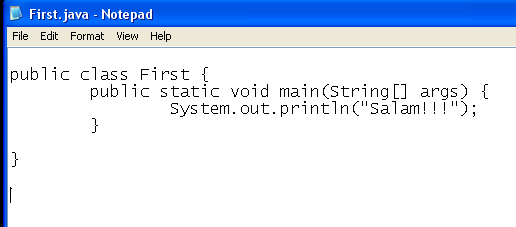 First.java - Notepad
File Edit Format View Help
public class First {
public static void main(String[] args) {
System.out.println("Salam!!!");
}
}